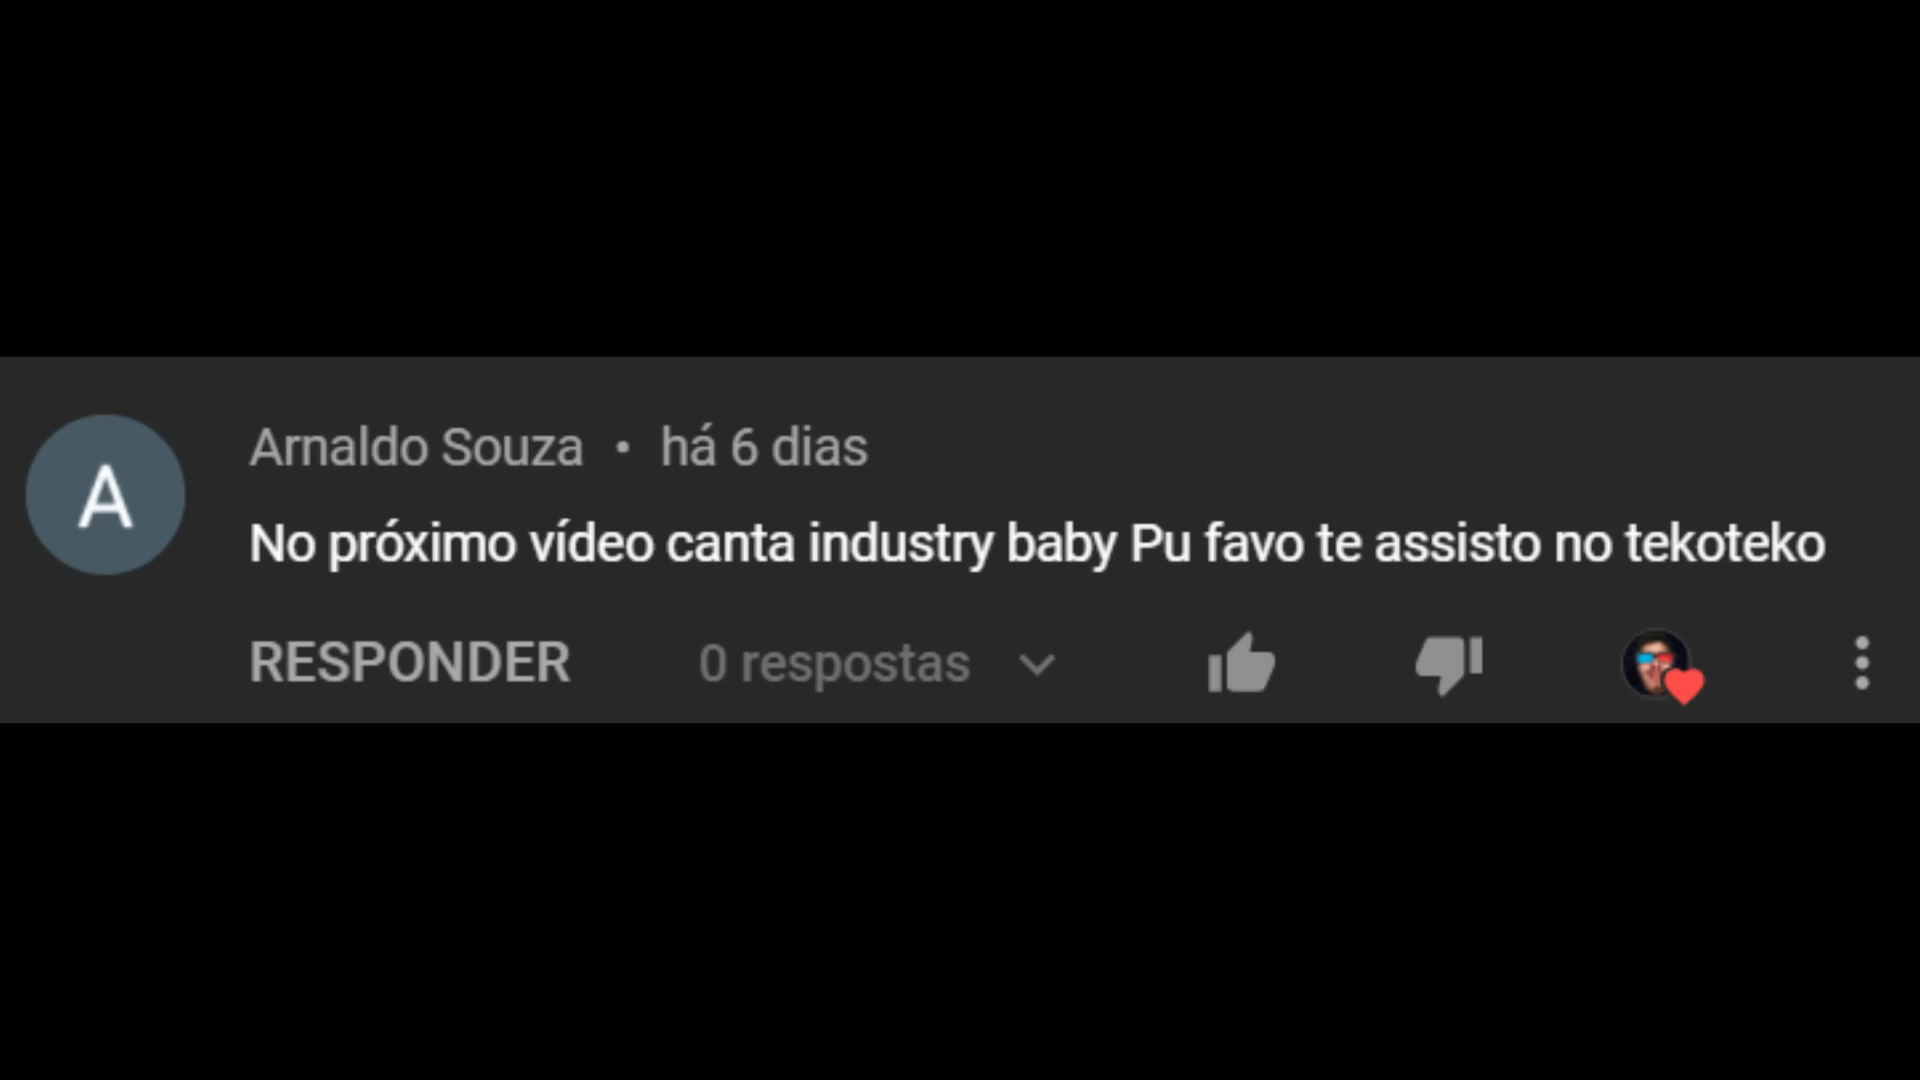 A
Arnaldo Souza • há 6 dias
No próximo vídeo canta industry baby Pu favo te assisto no tekoteko
RESPONDER 0 respostas